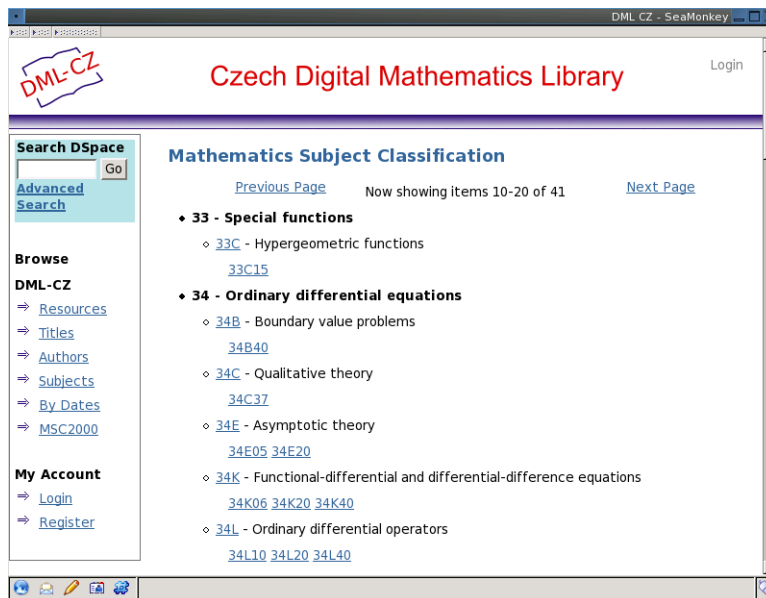 DML CZ - SeaMonkey
DML-CZ
Czech Digital Mathematics Library
Login
Search DSpace
Go
Advanced
Search
Browse
DML-CZ
Resources
Titles
Authors
Subjects
By Dates
MSC2000
My Account
Login
Register
Mathematics Subject Classification
Previous Page Now showing items 10-20 of 41 Next Page
33 - Special functions
33C - Hypergeometric functions
33C15
34 - Ordinary differential equations
34B - Boundary value problems
34B40
34C - Qualitative theory
34C37
34E - Asymptotic theory
34E05 34E20
34K - Functional-differential and differential-difference equations
34K06 34K20 34K40
34L - Ordinary differential operators
34L10 34L20 34L40